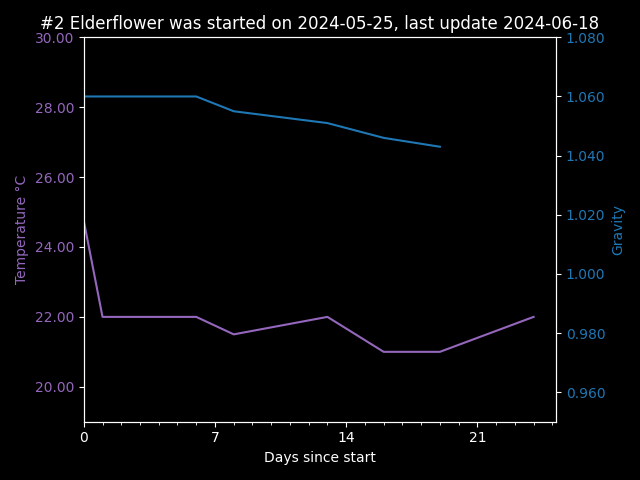 #2 Elderflower was started on 2024-05-25, last update 2024-06-18
30.00
28.00
26.00
24.00
22.00
20.00
Temperature °C
1.080
1.060
1.040
1.020
1.000
0.980
0.960
Gravity
0 7 14 21
Days since start